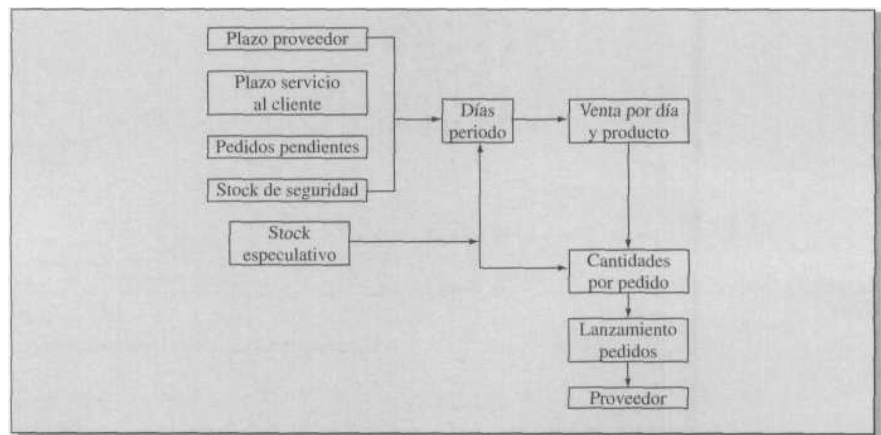 Plazo proveedor
Plazo servicio
al cliente
Pedidos pendientes
Stock de seguridad
Stock
especulativo
Días
periodo
Venta por día
y producto
Cantidades
por pedido
Lanzamiento
pedidos
Proveedor